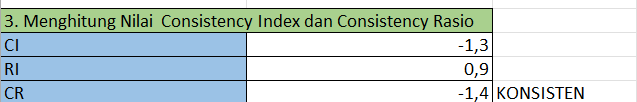 3. Menghitung Nilai  Consistency Index dan Consistency Rasio
CI -1,3
RI 0,9
CR -1,4 KONSISTEN